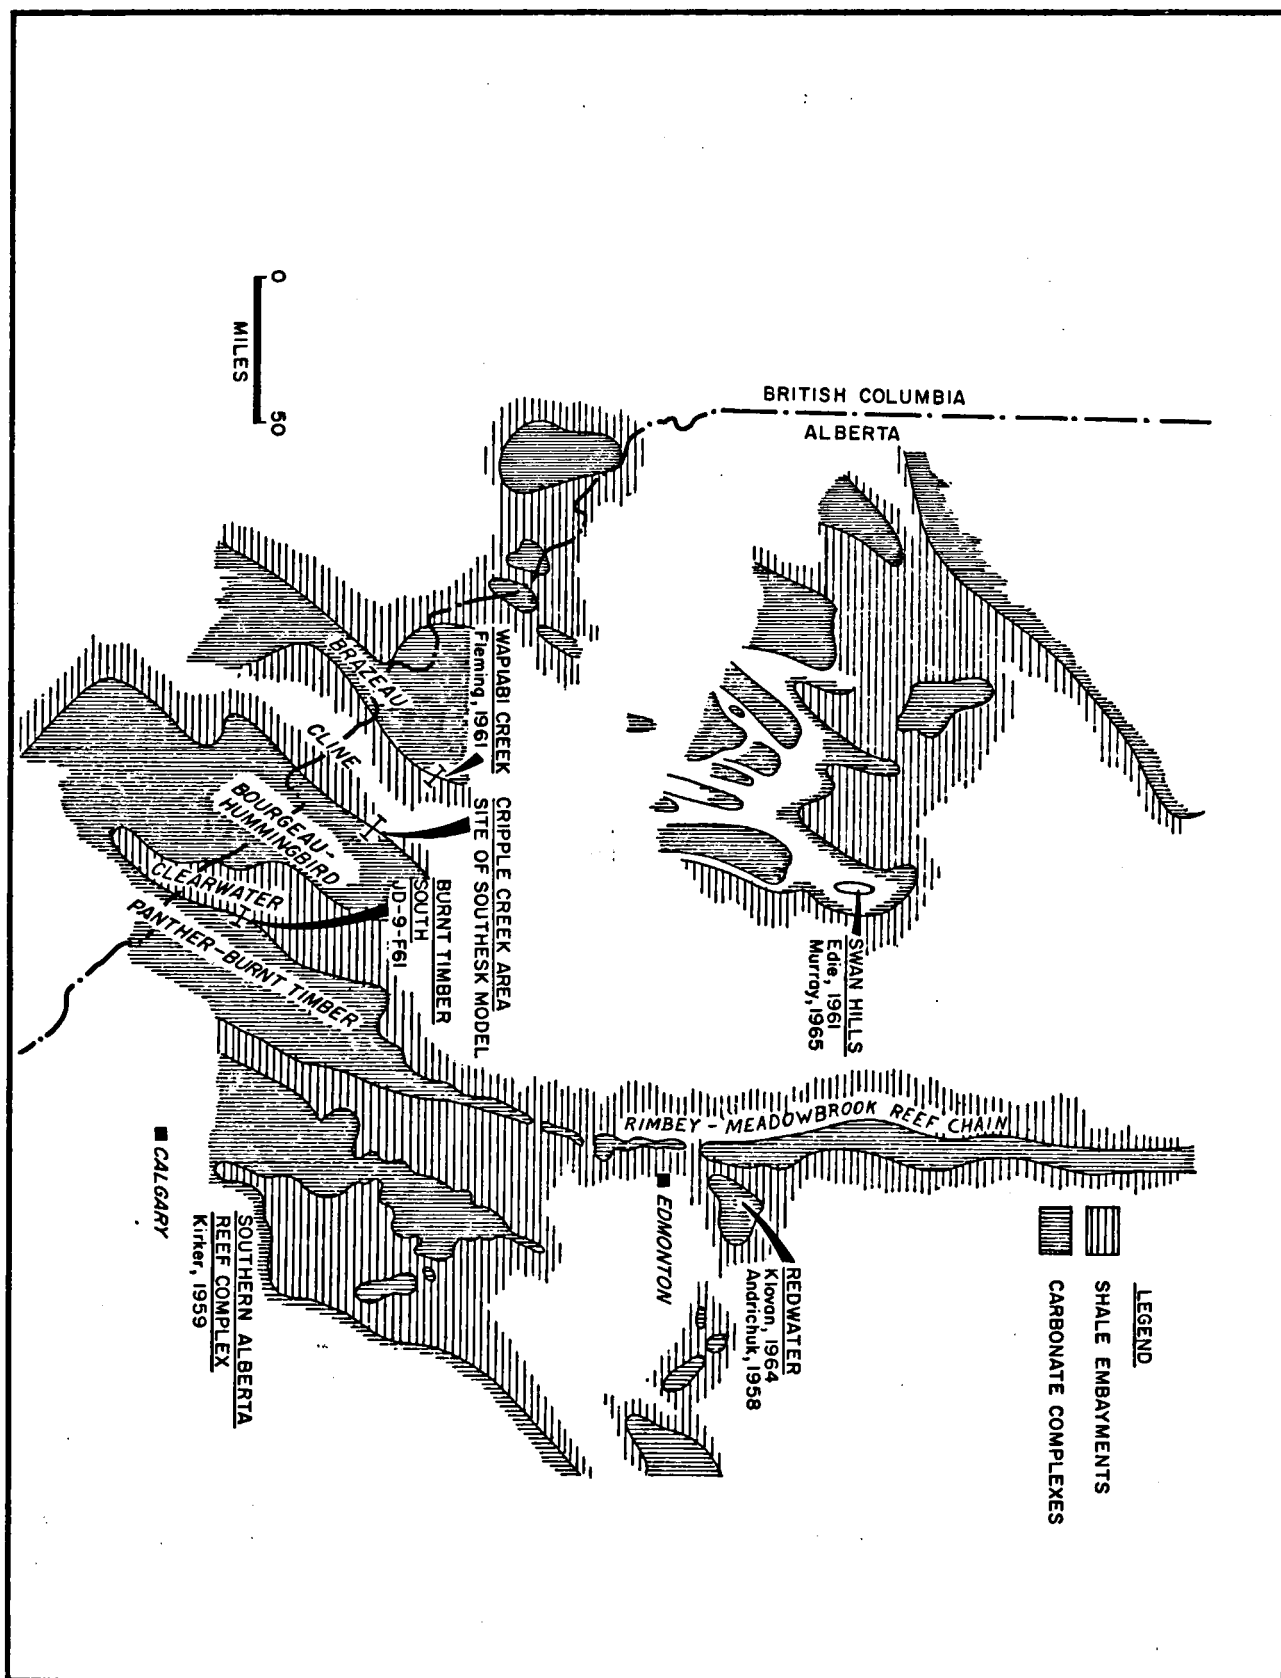 LEGEND
SHALE EMBAYMENTS
CARBONATE COMPLEXES
BRITISH COLUMBIA
ALBERTA
SWAN HILLS
Edie, 1961
Murray, 1965
RIMBEY - MEADOWBROOK REEF CHAIN
REDWATER
Klovan, 1964
Andrichuk, 1958
EDMONTON
WAPIABI CREEK
Fleming, 1961
CRIPPLE CREEK AREA
SITE OF SOUTHESK MODEL
BURNT TIMBER
SOUTH
JD-9-F61
BRAZEAU
CLINE
BOURGEAU-
HUMMINGBIRD
CLEARWATER
PANTHER-BURNT TIMBER
SOUTHERN ALBERTA
REEF COMPLEX
Kirker, 1959
CALGARY
0 50
MILES